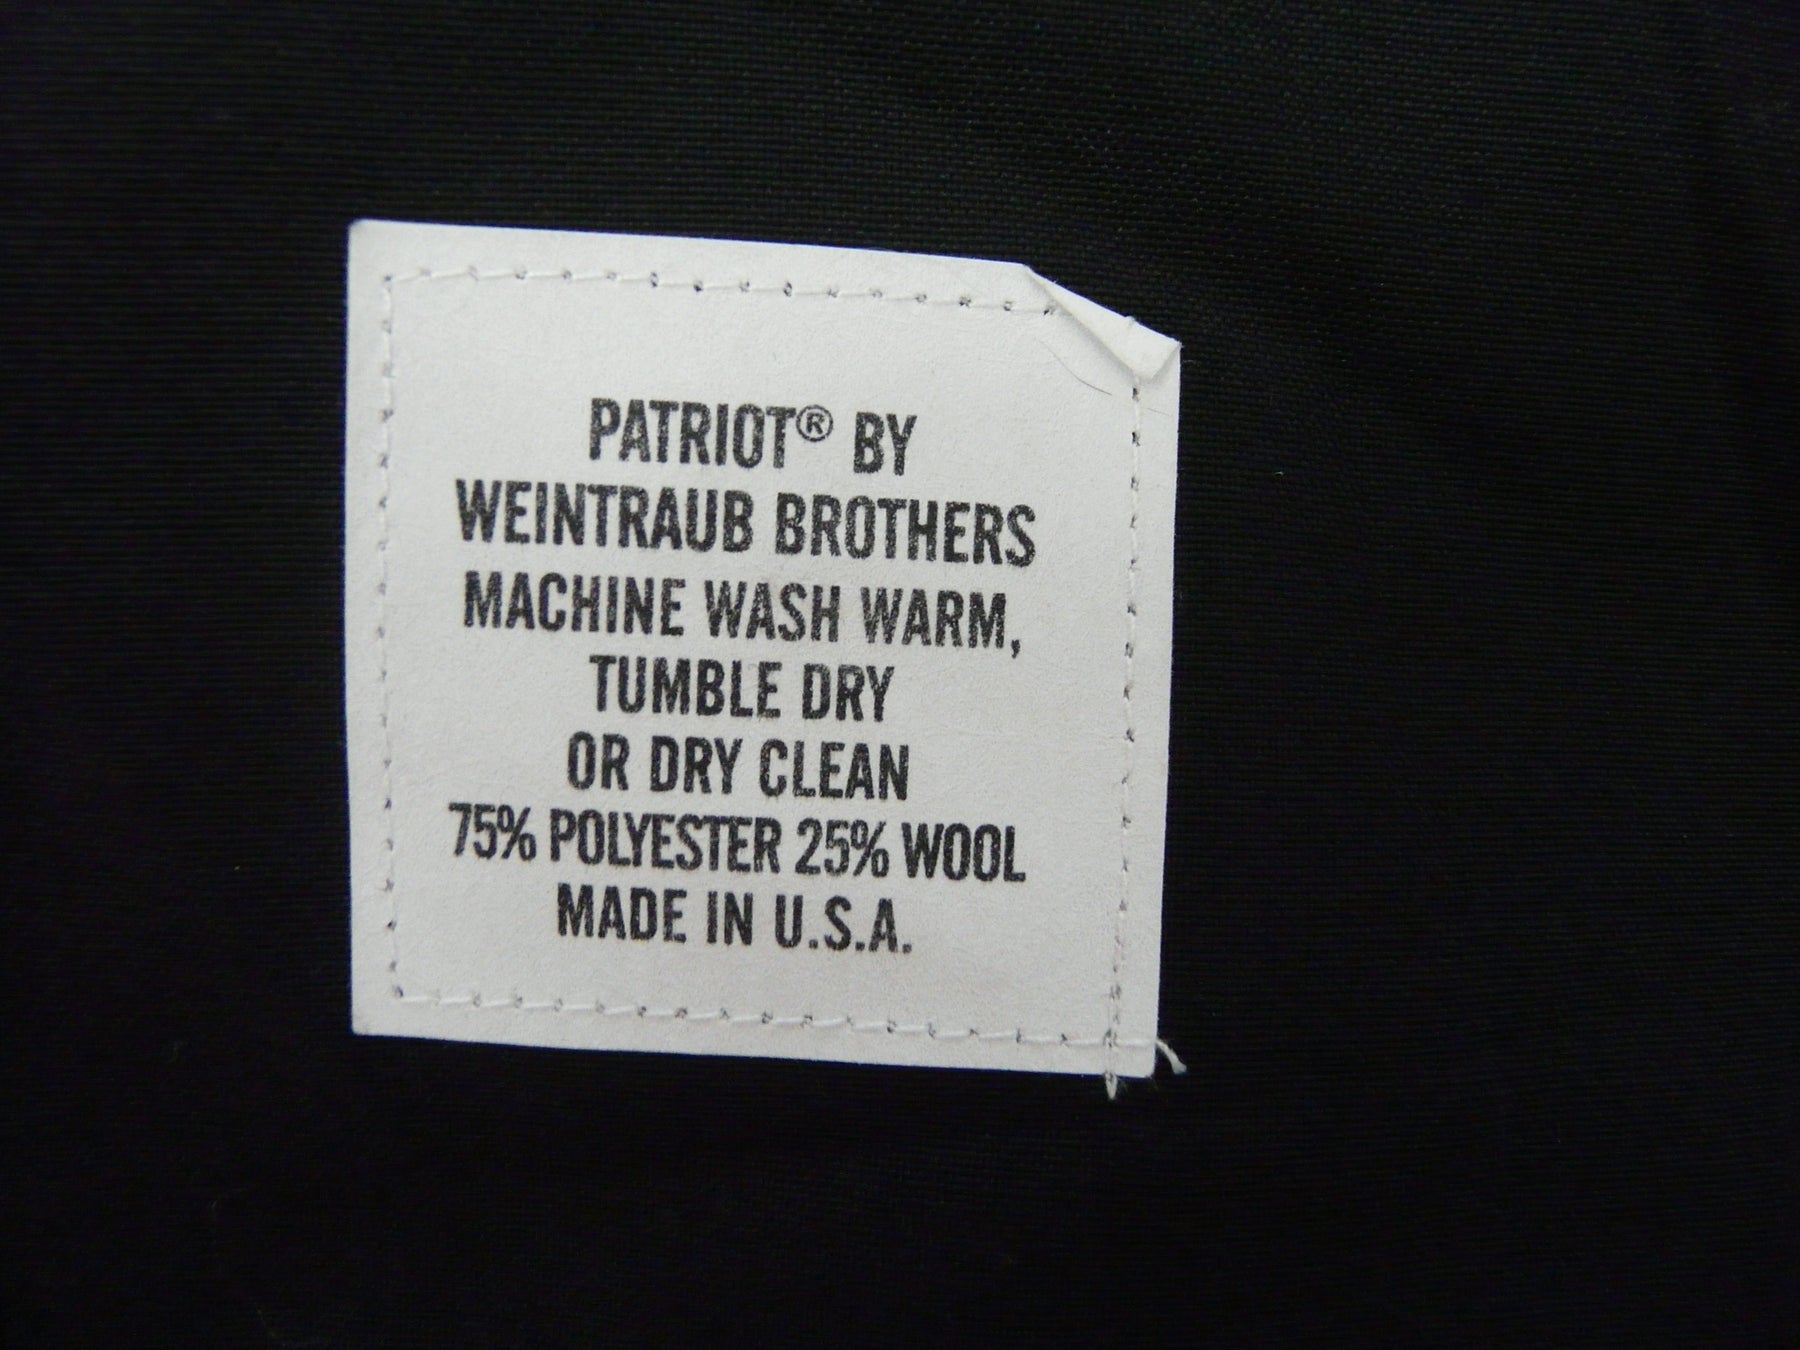 PATRIOT® BY
WEINTRAUB BROTHERS
MACHINE WASH WARM,
TUMBLE DRY
OR DRY CLEAN
75% POLYESTER 25% WOOL
MADE IN U.S.A.